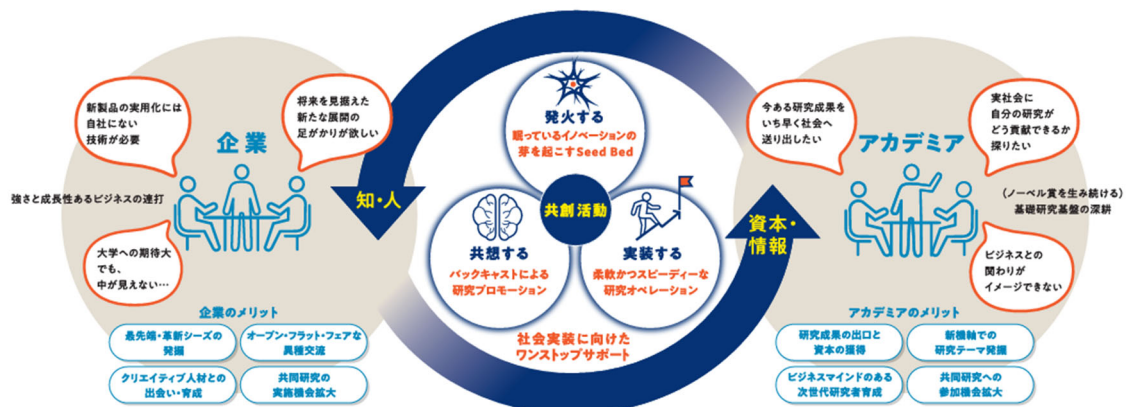 新製品の実用化には
自社にない
技術が必要
将来を見据えた
新たな展開の
足がかりが欲しい
企業
強さと成長性あるビジネスの連打
大学への期待大
でも、
中が見えない…
企業のメリット
最先端・革新シーズの
発掘
オープン・フラット・フェアな
異種交流
クリエイティブ人材との
出会い・育成
共同研究の
実施機会拡大
知・人
発火する
眠っているイノベーションの
芽を起こすSeed Bed
共創活動
共想する
バックキャストによる
研究プロモーション
実装する
柔軟かつスピーディーな
研究オペレーション
社会実装に向けた
ワンストップサポート
資本・
情報
今ある研究成果を
いち早く社会へ
送り出したい
実社会に
自分の研究が
どう貢献できるか
探りたい
アカデミア
(ノーベル賞を生み続ける)
基礎研究基盤の深耕
ビジネスとの
関わりが
イメージできない
アカデミアのメリット
研究成果の出口と
資本の獲得
新機軸での
研究テーマ発掘
ビジネスマインドのある
次世代研究者育成
共同研究への
参加機会拡大